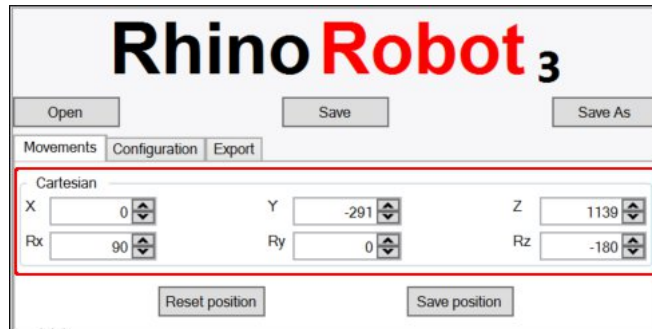 Rhino Robot 3
Open Save Save As
Movements Configuration Export
Cartesian
X 0 Y -291 Z 1139
Rx 90 Ry 0 Rz -180
Reset position Save position